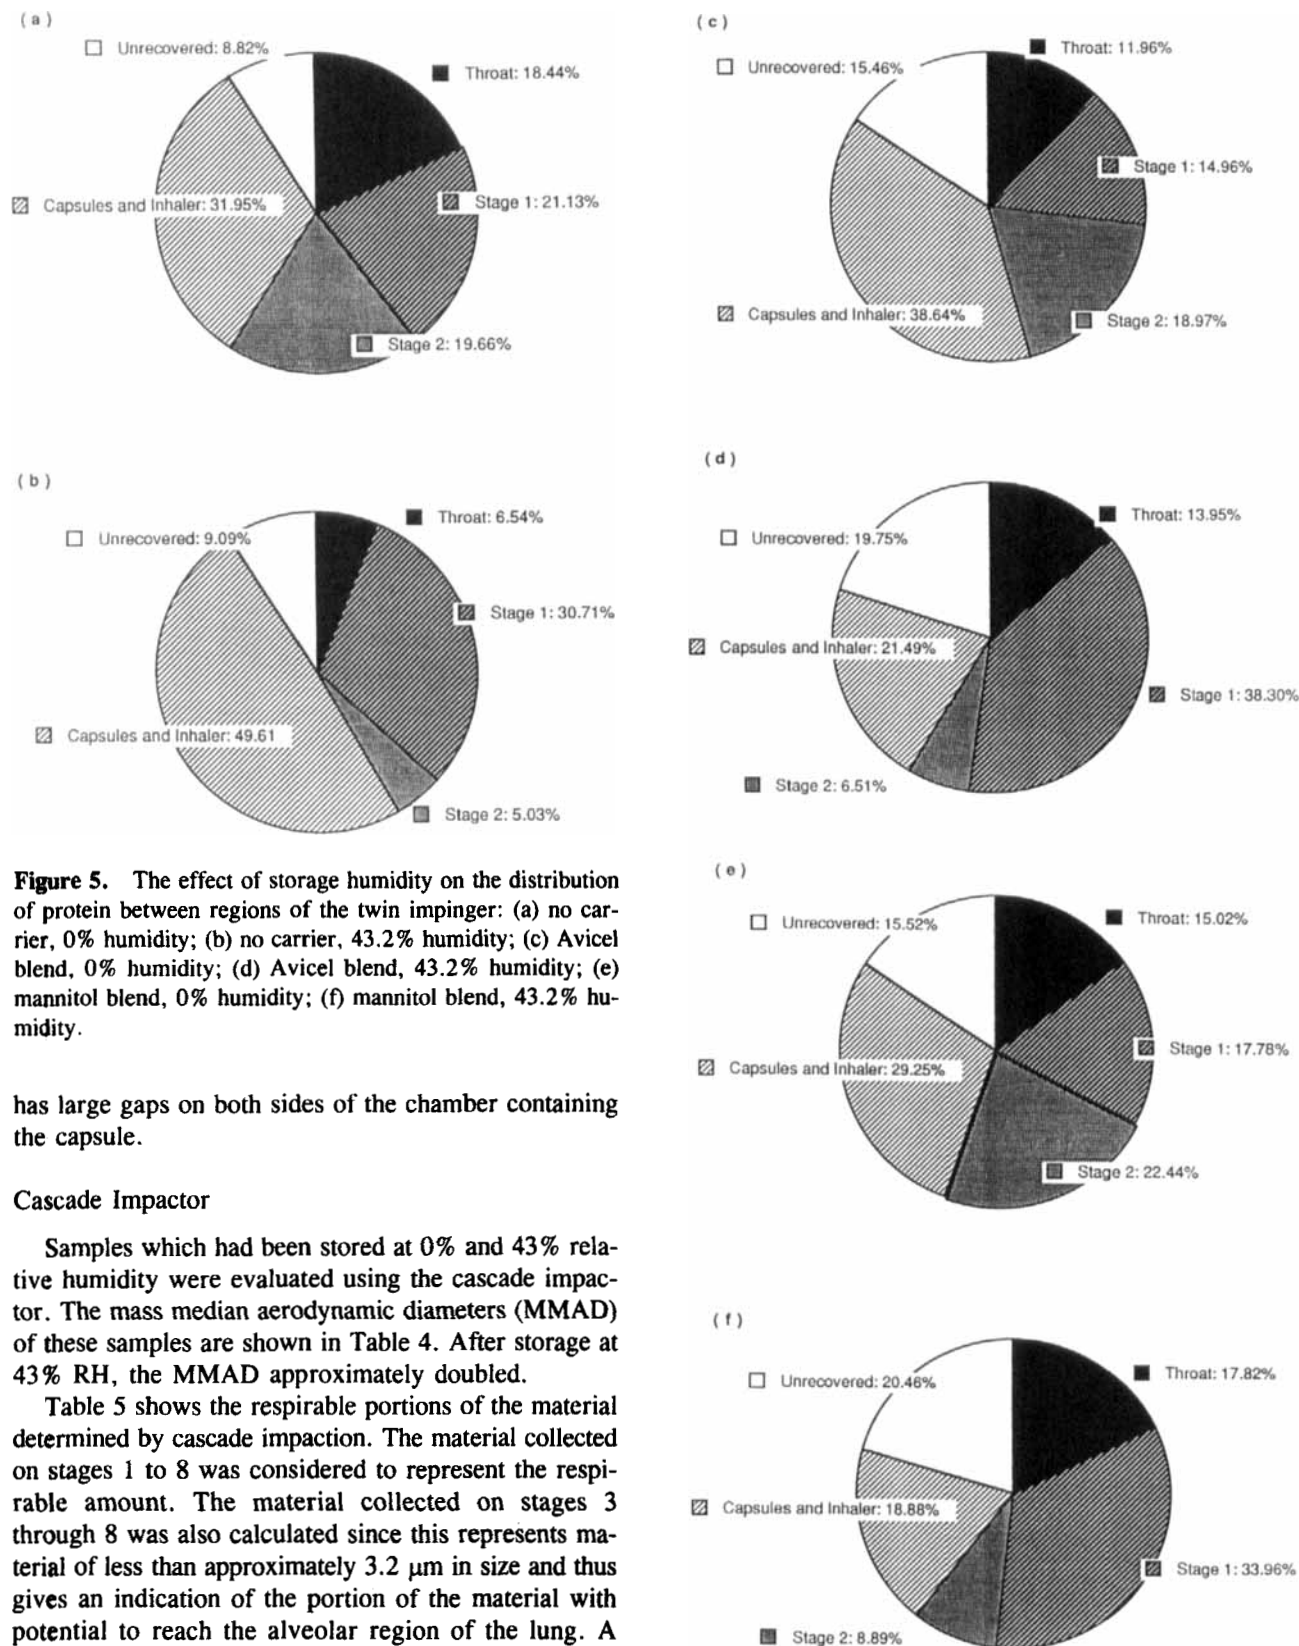 (a)
Unrecovered: 8.82%
Throat: 18.44%
Stage 1: 21.13%
Capsules and Inhaler: 31.95%
Stage 2: 19.66%
(b)
Throat: 6.54%
Unrecovered: 9.09%
Stage 1: 30.71%
Capsules and Inhaler: 49.61
Stage 2: 5.03%
Figure 5. The effect of storage humidity on the distribution
of protein between regions of the twin impinger: (a) no car-
rier, 0% humidity; (b) no carrier, 43.2% humidity; (c) Avicel
blend, 0% humidity; (d) Avicel blend, 43.2% humidity; (e)
mannitol blend, 0% humidity; (f) mannitol blend, 43.2% hu-
midity.
has large gaps on both sides of the chamber containing
the capsule.
Cascade Impactor
Samples which had been stored at 0% and 43% rela-
tive humidity were evaluated using the cascade impac-
tor. The mass median aerodynamic diameters (MMAD)
of these samples are shown in Table 4. After storage at
43% RH, the MMAD approximately doubled.
Table 5 shows the respirable portions of the material
determined by cascade impaction. The material collected
on stages 1 to 8 was considered to represent the respi-
rable amount. The material collected on stages 3
through 8 was also calculated since this represents ma-
terial of less than approximately 3.2 µm in size and thus
gives an indication of the portion of the material with
potential to reach the alveolar region of the lung. A
(c)
Throat: 11.96%
Unrecovered: 15.46%
Stage 1: 14.96%
Capsules and Inhaler: 38.64%
Stage 2: 18.97%
(d)
Throat: 13.95%
Unrecovered: 19.75%
Capsules and Inhaler: 21.49%
Stage 1: 38.30%
Stage 2: 6.51%
(e)
Throat: 15.02%
Unrecovered: 15.52%
Stage 1: 17.78%
Capsules and Inhaler: 29.25%
Stage 2: 22.44%
(f)
Throat: 17.82%
Unrecovered: 20.46%
Capsules and Inhaler: 18.88%
Stage 1: 33.96%
Stage 2: 8.89%